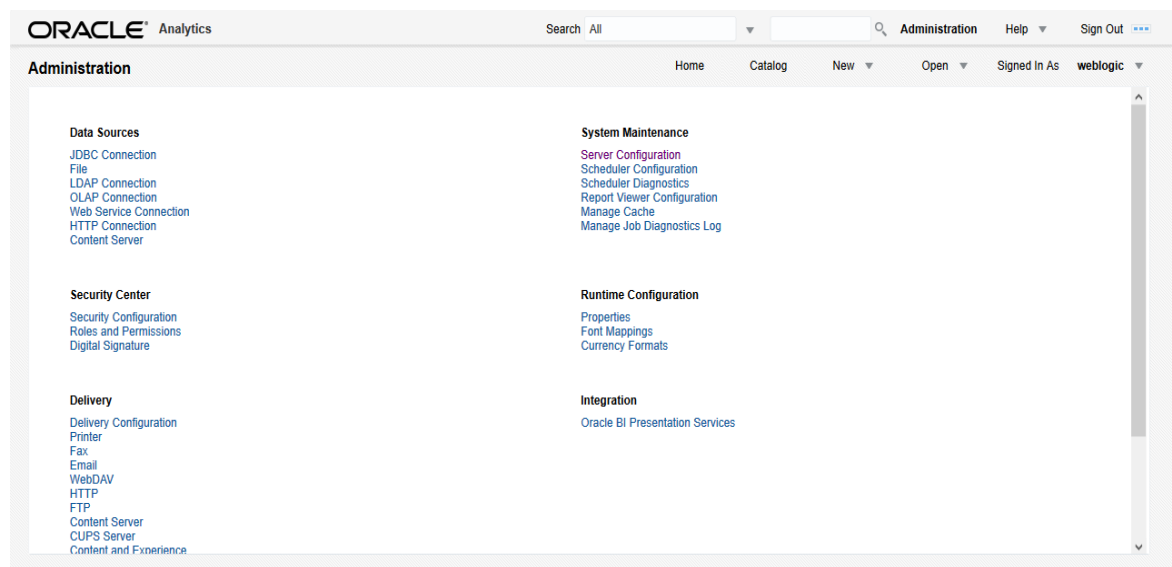 ORACLE Analytics Search All Administration Help Sign Out
Administration Home Catalog New Open Signed In As weblogic
Data Sources
JDBC Connection
File
LDAP Connection
OLAP Connection
Web Service Connection
HTTP Connection
Content Server
System Maintenance
Server Configuration
Scheduler Configuration
Scheduler Diagnostics
Report Viewer Configuration
Manage Cache
Manage Job Diagnostics Log
Security Center
Security Configuration
Roles and Permissions
Digital Signature
Runtime Configuration
Properties
Font Mappings
Currency Formats
Delivery
Delivery Configuration
Printer
Fax
Email
WebDAV
HTTP
FTP
Content Server
CUPS Server
Content and Experience
Integration
Oracle BI Presentation Services